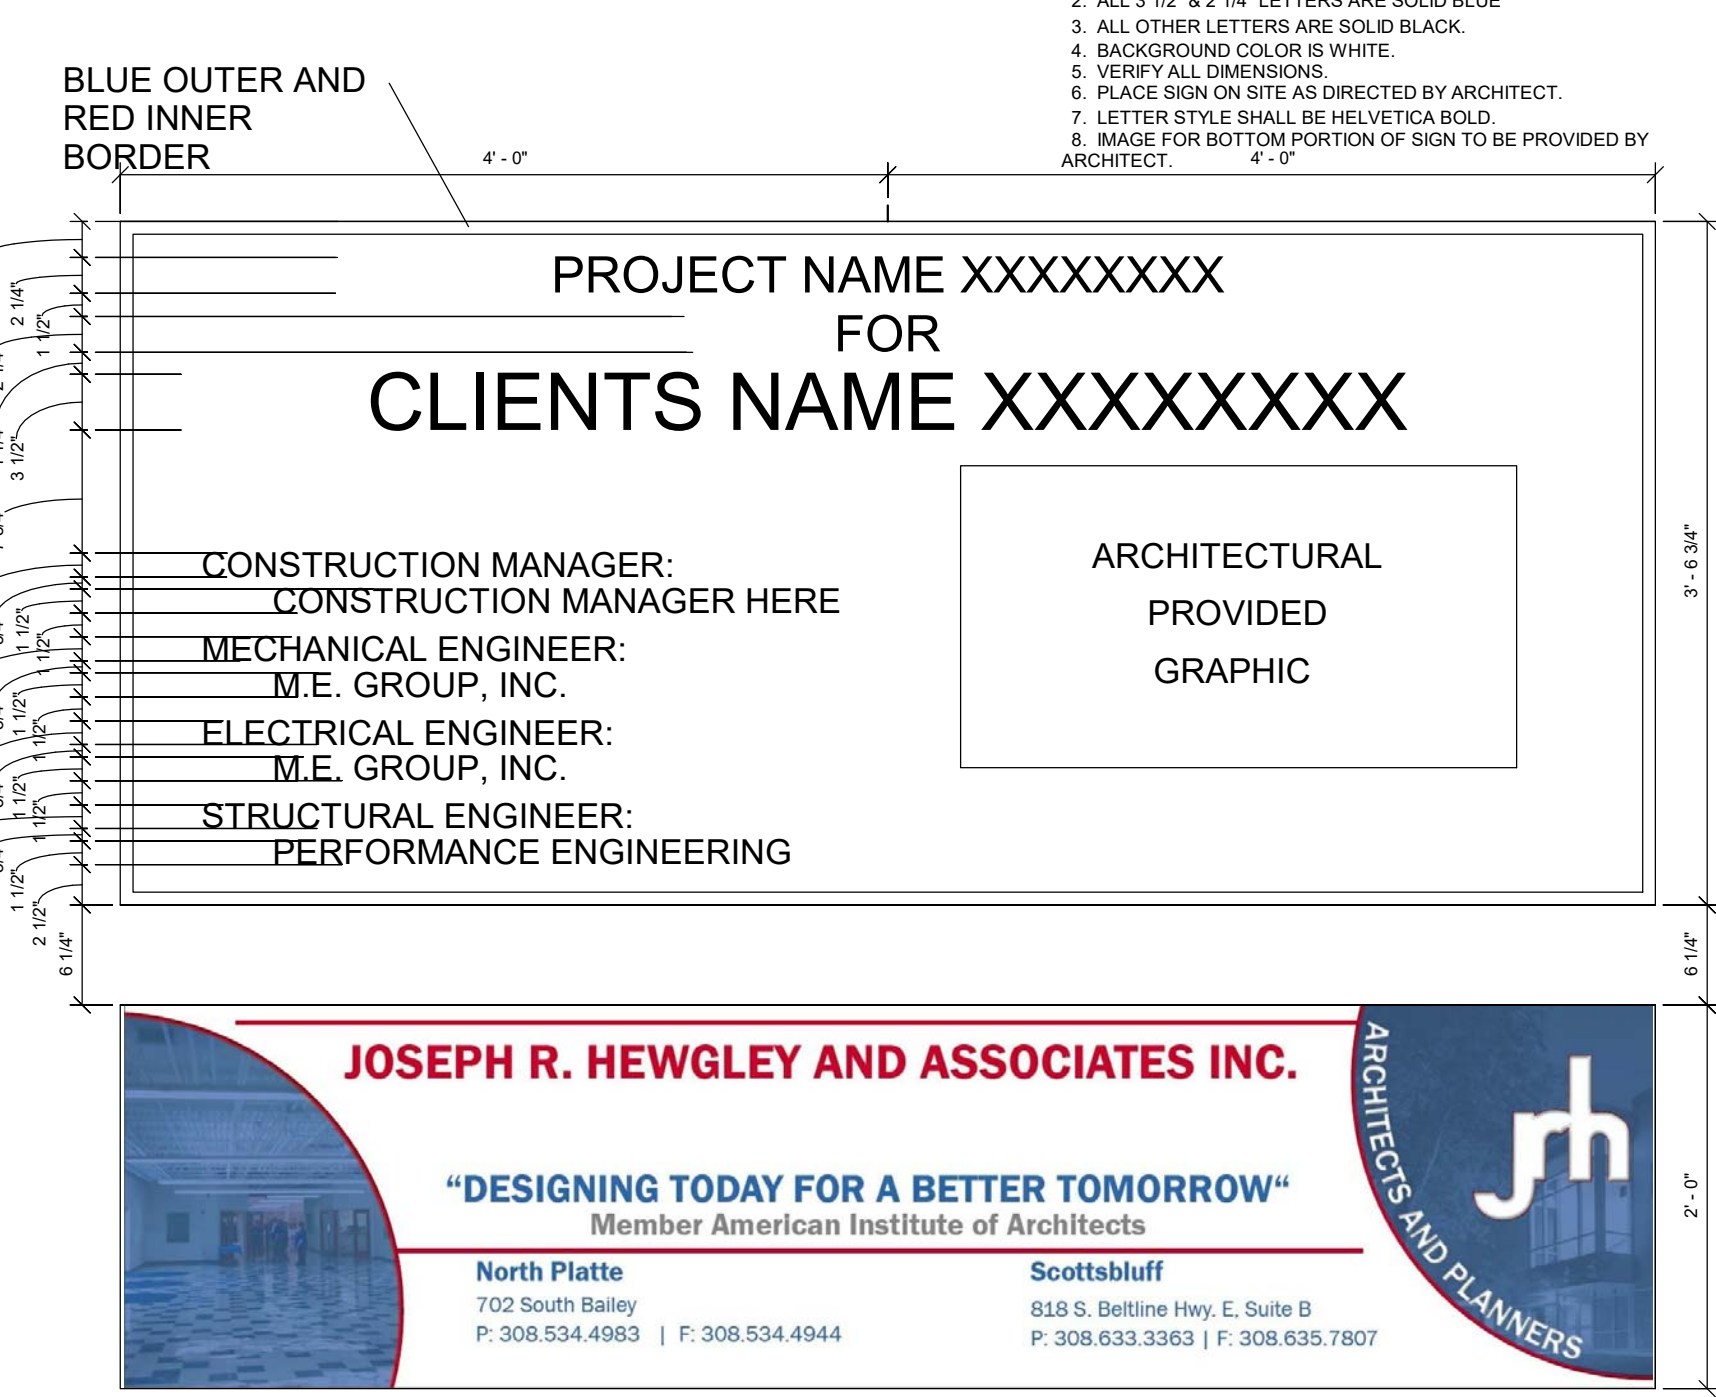 2. ALL 3 1/2" & 2 1/4" LETTERS ARE SOLID BLUE
3. ALL OTHER LETTERS ARE SOLID BLACK.
4. BACKGROUND COLOR IS WHITE.
5. VERIFY ALL DIMENSIONS.
6. PLACE SIGN ON SITE AS DIRECTED BY ARCHITECT.
7. LETTER STYLE SHALL BE HELVETICA BOLD.
8. IMAGE FOR BOTTOM PORTION OF SIGN TO BE PROVIDED BY
ARCHITECT.
BLUE OUTER AND
RED INNER
BORDER
4' - 0"
4' - 0"
PROJECT NAME XXXXXXXX
FOR
CLIENTS NAME XXXXXXXX
2 1/4"
1 1/2"
3 1/2"
CONSTRUCTION MANAGER:
CONSTRUCTION MANAGER HERE
MECHANICAL ENGINEER:
M.E. GROUP, INC.
ELECTRICAL ENGINEER:
M.E. GROUP, INC.
STRUCTURAL ENGINEER:
PERFORMANCE ENGINEERING
ARCHITECTURAL
PROVIDED
GRAPHIC
1 1/2"
1 1/2"
1 1/2"
1 1/2"
1 1/2"
1 1/2"
1 1/2"
2 1/2"
6 1/4"
3' - 6 3/4"
6 1/4"
2' - 0"
JOSEPH R. HEWGLEY AND ASSOCIATES INC.
“DESIGNING TODAY FOR A BETTER TOMORROW“
Member American Institute of Architects
North Platte
702 South Bailey
P: 308.534.4983 | F: 308.534.4944
Scottsbluff
818 S. Beltline Hwy. E, Suite B
P: 308.633.3363 | F: 308.635.7807
ARCHITECTS AND PLANNERS
jrh